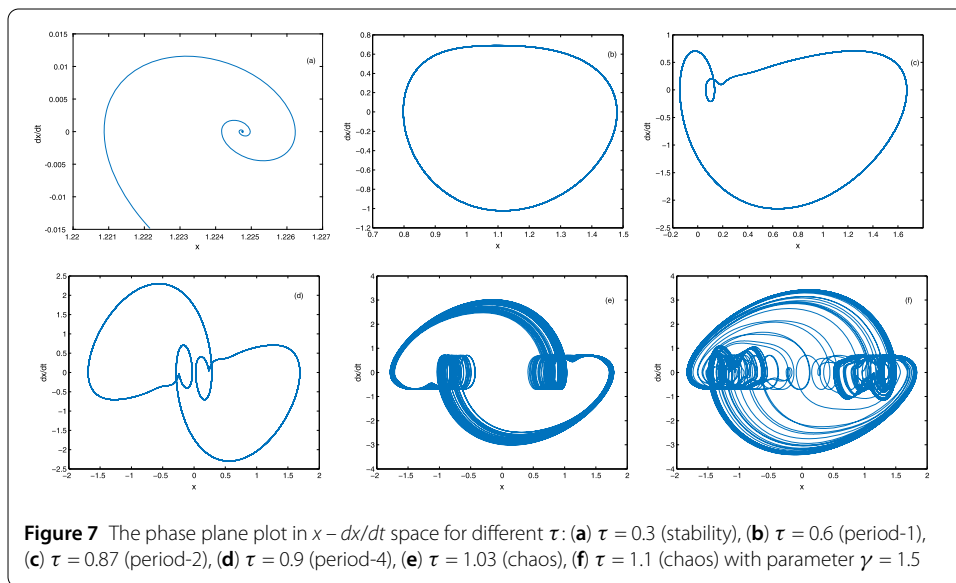 0.015
0.01
0.005
0
-0.005
-0.01
-0.015
dx/dt
(a)
1.22 1.221 1.222 1.223 1.224 1.225 1.226 1.227
x
0.8
0.6
0.4
0.2
0
-0.2
-0.4
-0.6
-0.8
-1
-1.2
dx/dt
(b)
0.7 0.8 0.9 1 1.1 1.2 1.3 1.4 1.5
x
1
0.5
0
-0.5
-1
-1.5
-2
-2.5
dx/dt
(c)
-0.2 0 0.2 0.4 0.6 0.8 1 1.2 1.4 1.6
x
2.5
2
1.5
1
0.5
0
-0.5
-1
-1.5
-2
-2.5
dx/dt
(d)
-2 -1.5 -1 -0.5 0 0.5 1 1.5 2
x
4
3
2
1
0
-1
-2
-3
-4
dx/dt
(e)
-2 -1.5 -1 -0.5 0 0.5 1 1.5 2
x
4
3
2
1
0
-1
-2
-3
-4
dx/dt
(f)
-2 -1.5 -1 -0.5 0 0.5 1 1.5 2
x
Figure 7 The phase plane plot in x – dx/dt space for different τ: (a) τ = 0.3 (stability), (b) τ = 0.6 (period-1),
(c) τ = 0.87 (period-2), (d) τ = 0.9 (period-4), (e) τ = 1.03 (chaos), (f) τ = 1.1 (chaos) with parameter γ = 1.5